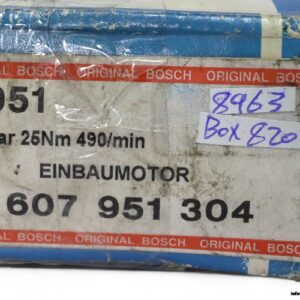 AL BOSCH ORIGINAL BOSCH ORIGINAL BOSCH
951
8963
Box 820
ar 25Nm 490/min
EINBAUMOTOR
607 951 304
ORIGINAL BOSCH ORIGINAL BOSCH ORIGINAL